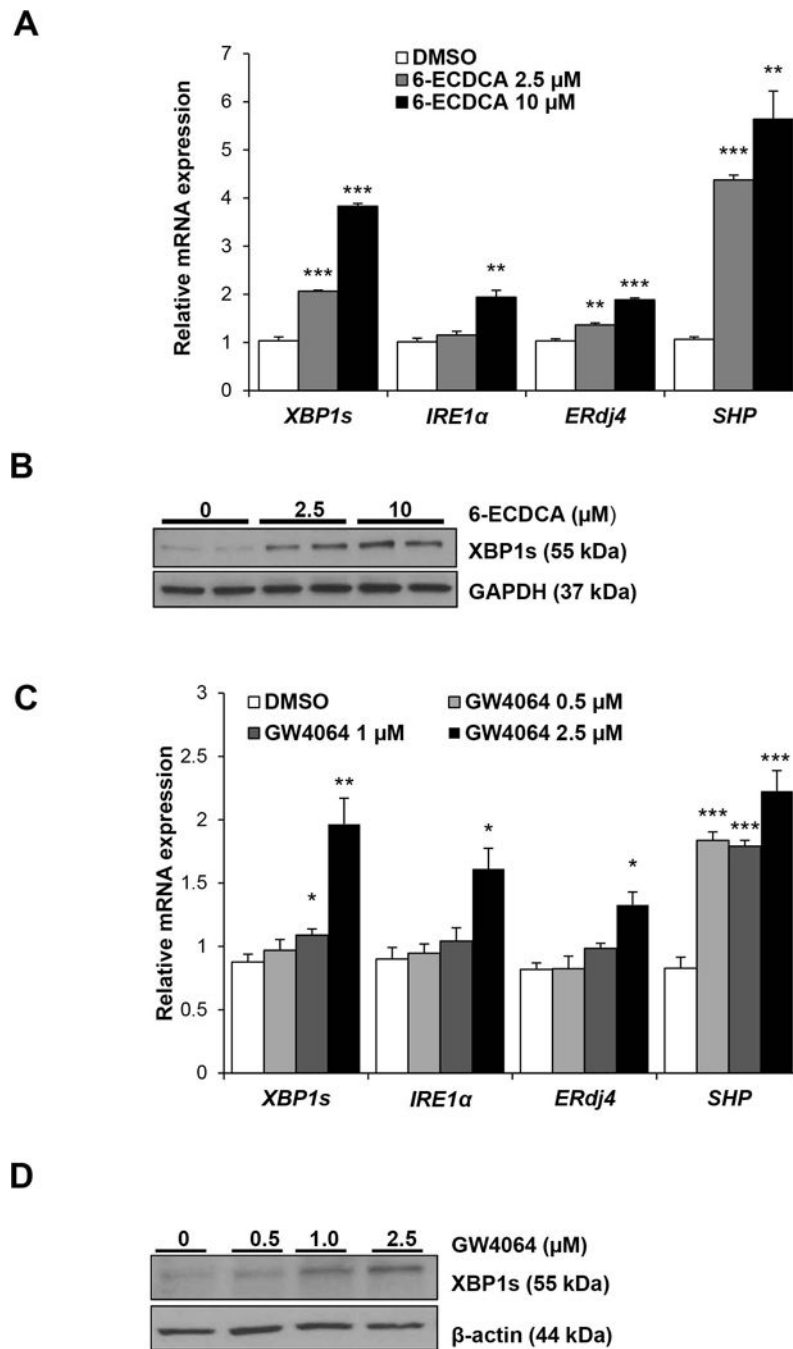 A
7
6
5
4
3
2
1
0
Relative mRNA expression
DMSO
6-ECDCA 2.5 µM
6-ECDCA 10 µM
*** ***
**
** ***
*** **
XBP1s IRE1α ERdj4 SHP
B
0 2.5 10 6-ECDCA (µM)
XBP1s (55 kDa)
GAPDH (37 kDa)
C
3
2.5
2
1.5
1
0.5
0
Relative mRNA expression
DMSO GW4064 0.5 µM
GW4064 1 µM GW4064 2.5 µM
* **
*
*
*** *** ***
XBP1s IRE1α ERdj4 SHP
D
0 0.5 1.0 2.5 GW4064 (µM)
XBP1s (55 kDa)
β-actin (44 kDa)